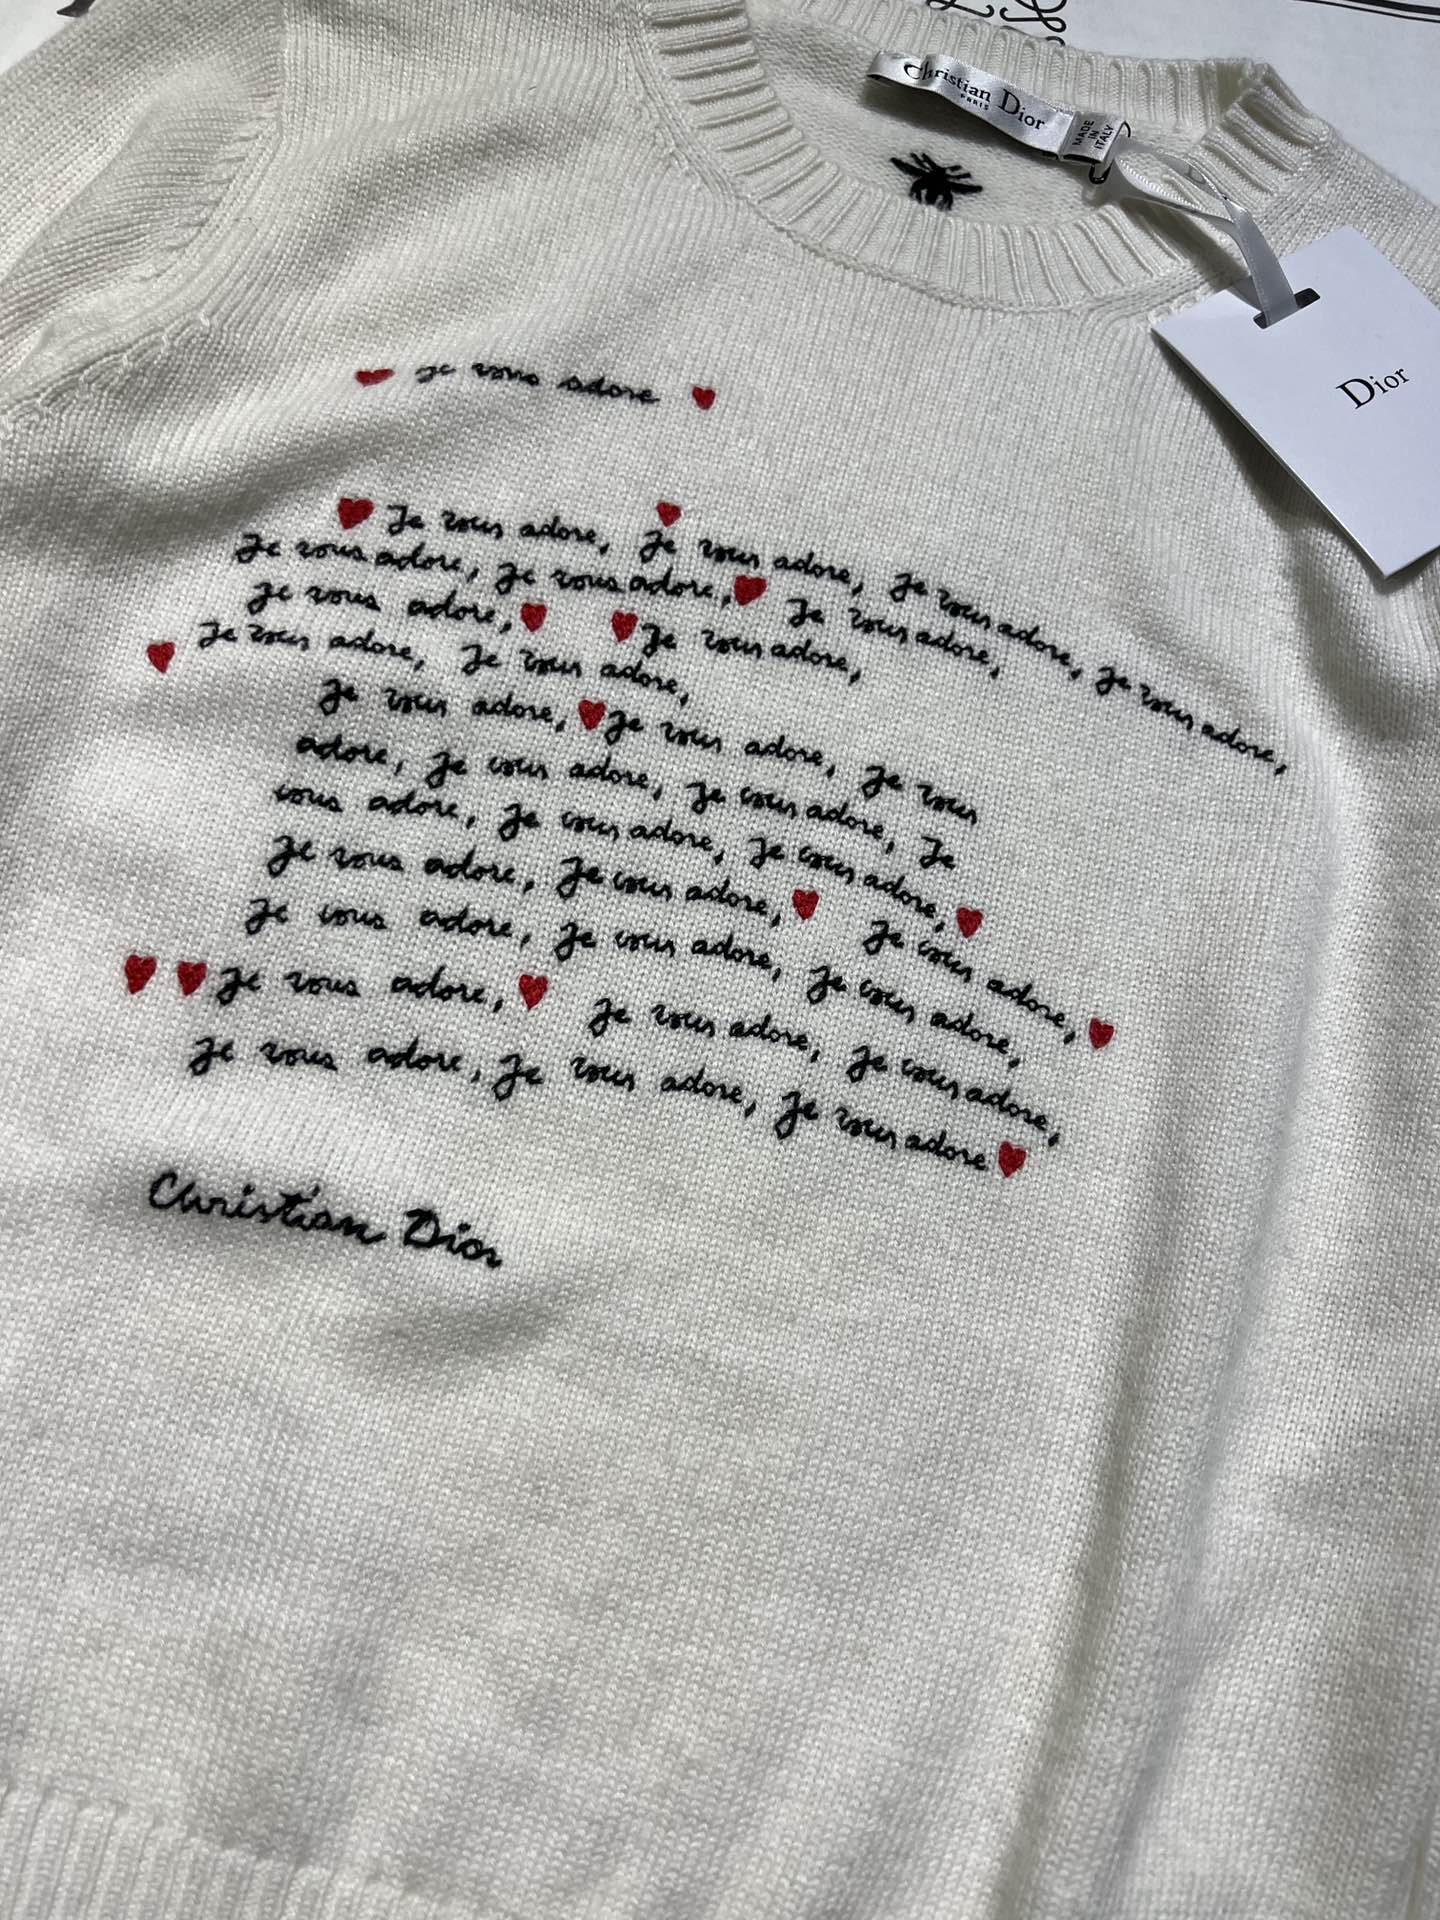 Christian Dior
PARIS
MADE
IN
ITALY
Dior
je vous adore
Je vous adore, Je vous adore, Je vous adore, Je vous adore,
Je vous adore, Je vous adore, Je vous adore,
Je vous adore, Je vous adore,
Je vous adore, Je vous adore,
Je vous adore, Je vous adore, Je vous
adore, Je vous adore, Je vous adore, Je
vous adore, Je vous adore, Je vous adore,
Je vous adore, Je vous adore, Je vous adore,
Je vous adore, Je vous adore, Je vous adore,
Je vous adore, Je vous adore, Je vous adore,
Je vous adore, Je vous adore, Je vous adore
Christian Dior